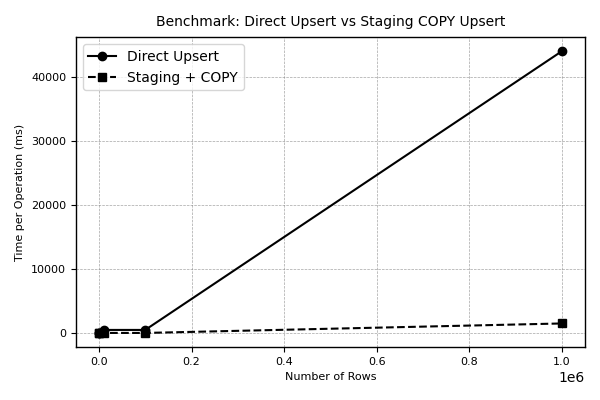 Benchmark: Direct Upsert vs Staging COPY Upsert
Direct Upsert
Staging + COPY
Time per Operation (ms)
40000
30000
20000
10000
0
0.0 0.2 0.4 0.6 0.8 1.0
1e6
Number of Rows